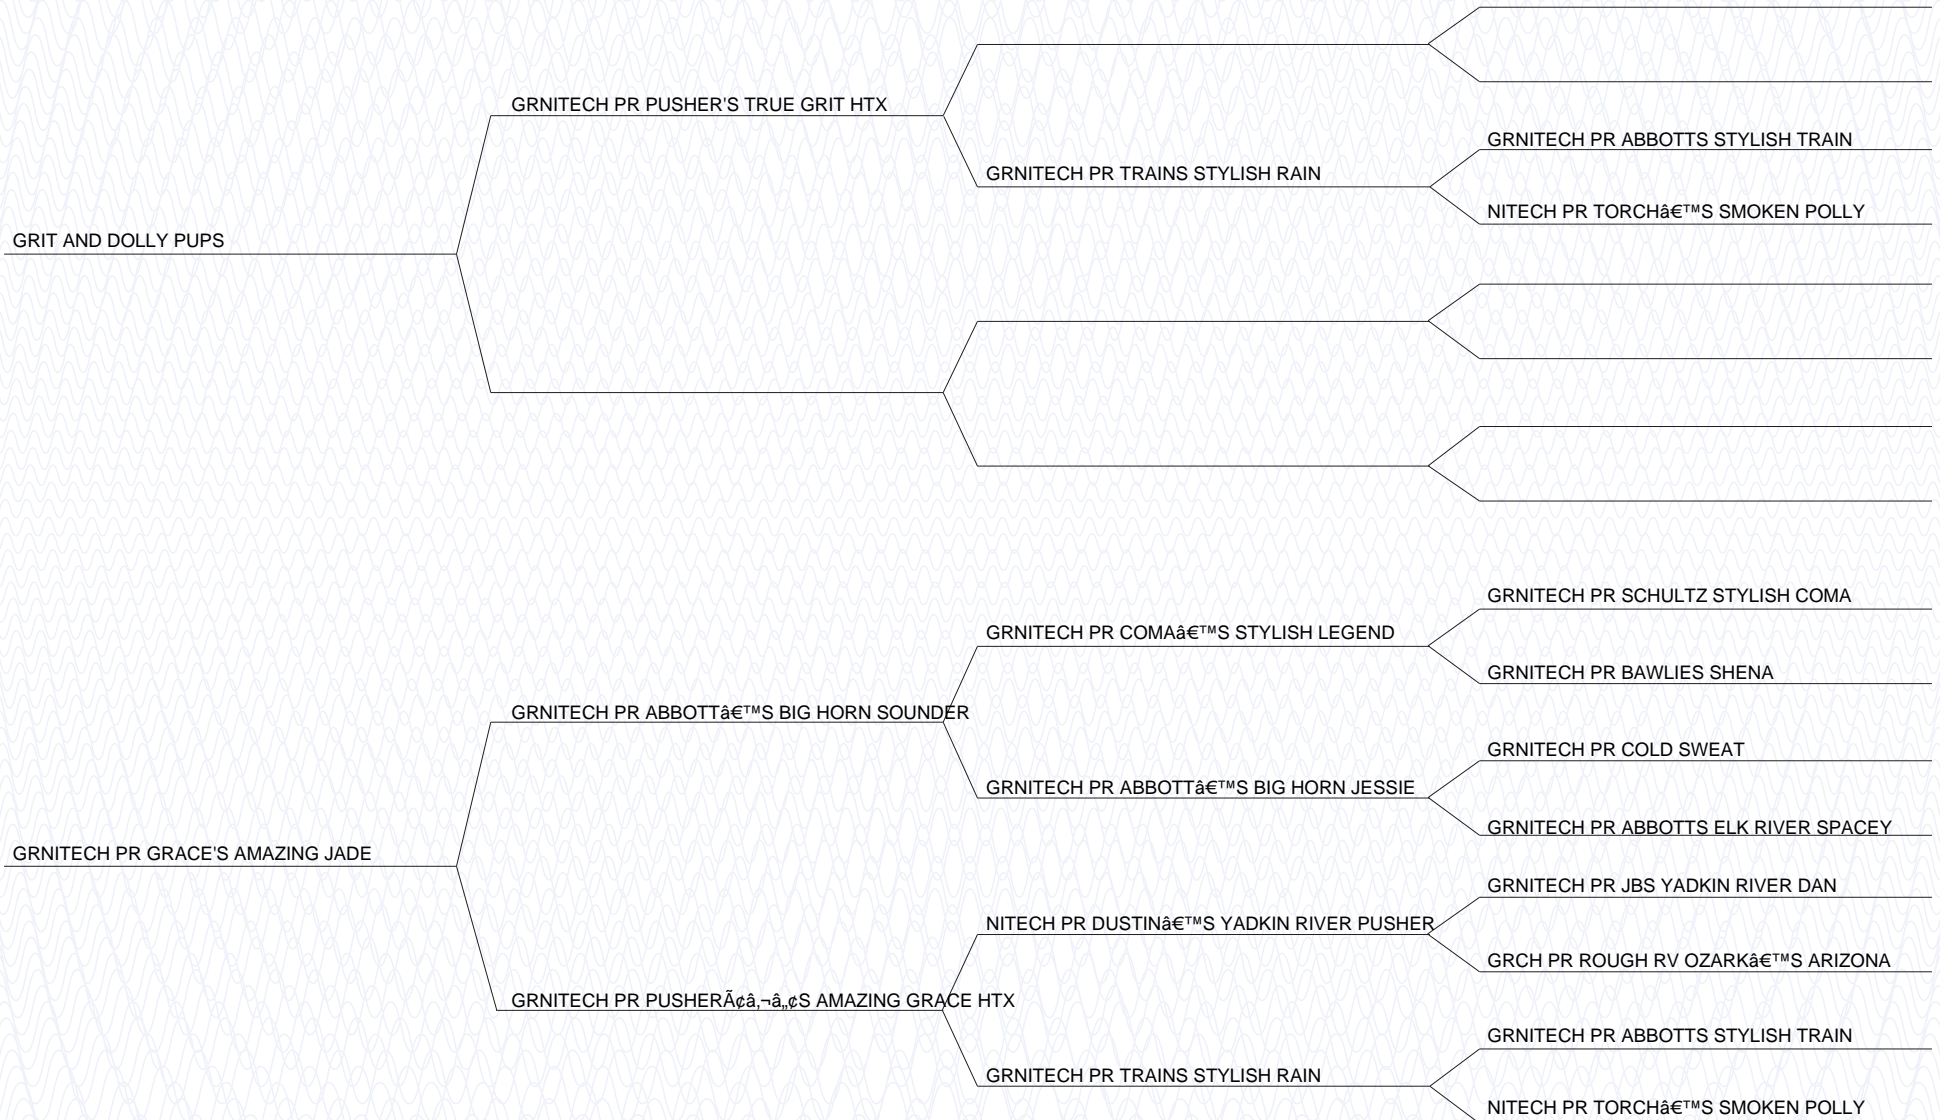 GRNITECH PR PUSHER'S TRUE GRIT HTX
GRNITECH PR ABBOTTS STYLISH TRAIN
GRNITECH PR TRAINS STYLISH RAIN
NITECH PR TORCHâ€™S SMOKEN POLLY
GRIT AND DOLLY PUPS
GRNITECH PR SCHULTZ STYLISH COMA
GRNITECH PR COMAâ€™S STYLISH LEGEND
GRNITECH PR BAWLIES SHENA
GRNITECH PR ABBOTTâ€™S BIG HORN SOUNDER
GRNITECH PR COLD SWEAT
GRNITECH PR ABBOTTâ€™S BIG HORN JESSIE
GRNITECH PR ABBOTTS ELK RIVER SPACEY
GRNITECH PR GRACE'S AMAZING JADE
GRNITECH PR JBS YADKIN RIVER DAN
NITECH PR DUSTINâ€™S YADKIN RIVER PUSHER
GRCH PR ROUGH RV OZARKâ€™S ARIZONA
GRNITECH PR PUSHERÃ¢â‚¬â„¢S AMAZING GRACE HTX
GRNITECH PR ABBOTTS STYLISH TRAIN
GRNITECH PR TRAINS STYLISH RAIN
NITECH PR TORCHâ€™S SMOKEN POLLY